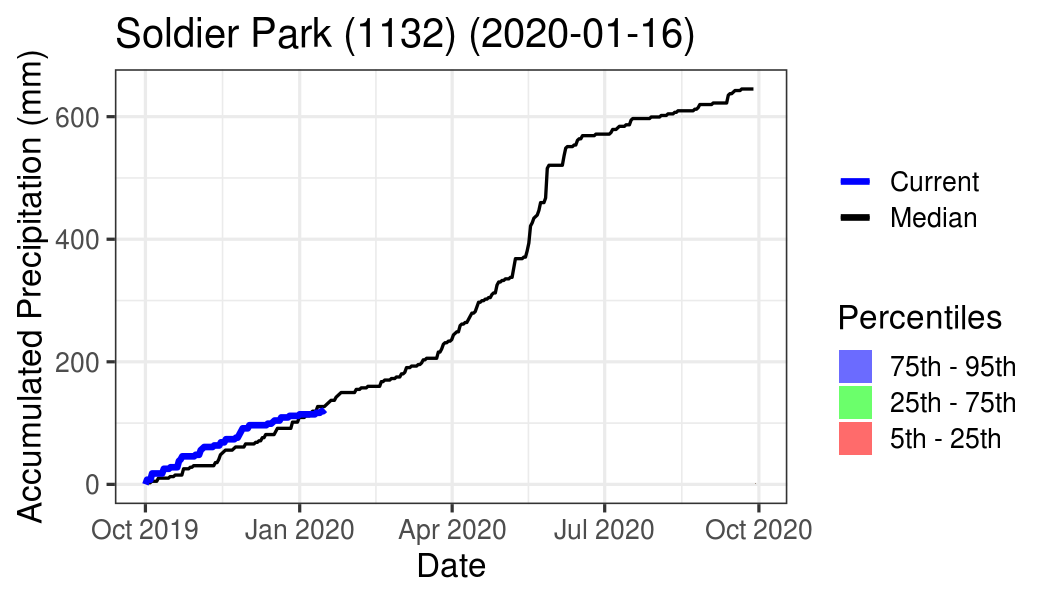 Soldier Park (1132) (2020-01-16)
Accumulated Precipitation (mm)
600
400
200
0
Oct 2019
Jan 2020
Apr 2020
Jul 2020
Oct 2020
Date
Current
Median
Percentiles
75th - 95th
25th - 75th
5th - 25th